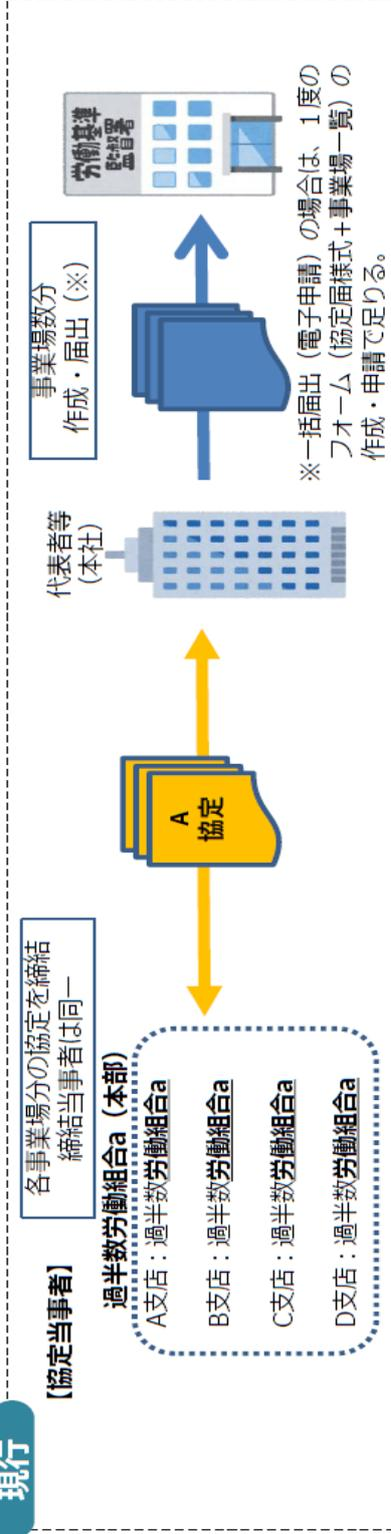 現行
【協定当事者】
各事業場分の協定を締結
締結当事者は同一
過半数労働組合a（本部）
A支店：過半数労働組合a
B支店：過半数労働組合a
C支店：過半数労働組合a
D支店：過半数労働組合a
A
協定
代表者等
（本社）
事業場数分
作成・届出（※）
労働基準
監督署
※一括届出（電子申請）の場合は、１度の
フォーム（協定届様式＋事業場一覧）の
作成・申請で足りる。